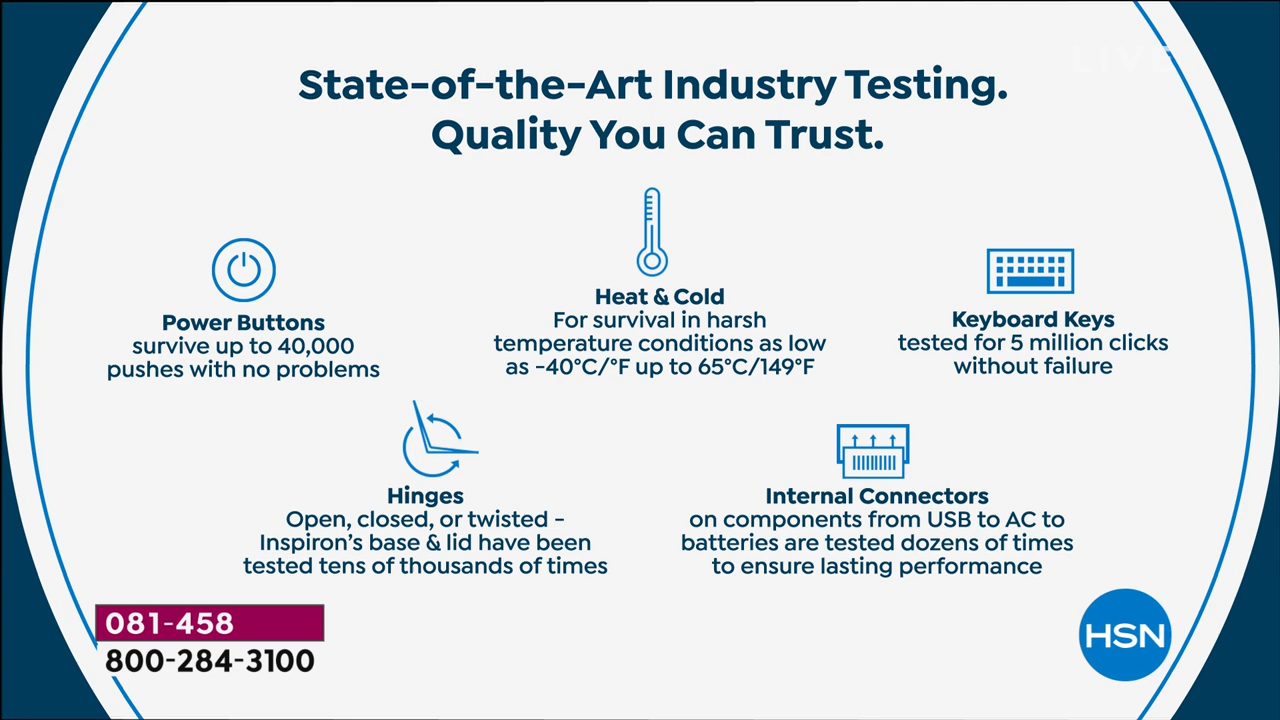 LIVE
State-of-the-Art Industry Testing.
Quality You Can Trust.
Power Buttons
survive up to 40,000
pushes with no problems
Heat & Cold
For survival in harsh
temperature conditions as low
as -40°C/°F up to 65°C/149°F
Keyboard Keys
tested for 5 million clicks
without failure
Hinges
Open, closed, or twisted -
Inspiron's base & lid have been
tested tens of thousands of times
Internal Connectors
on components from USB to AC to
batteries are tested dozens of times
to ensure lasting performance
081-458
800-284-3100
HSN